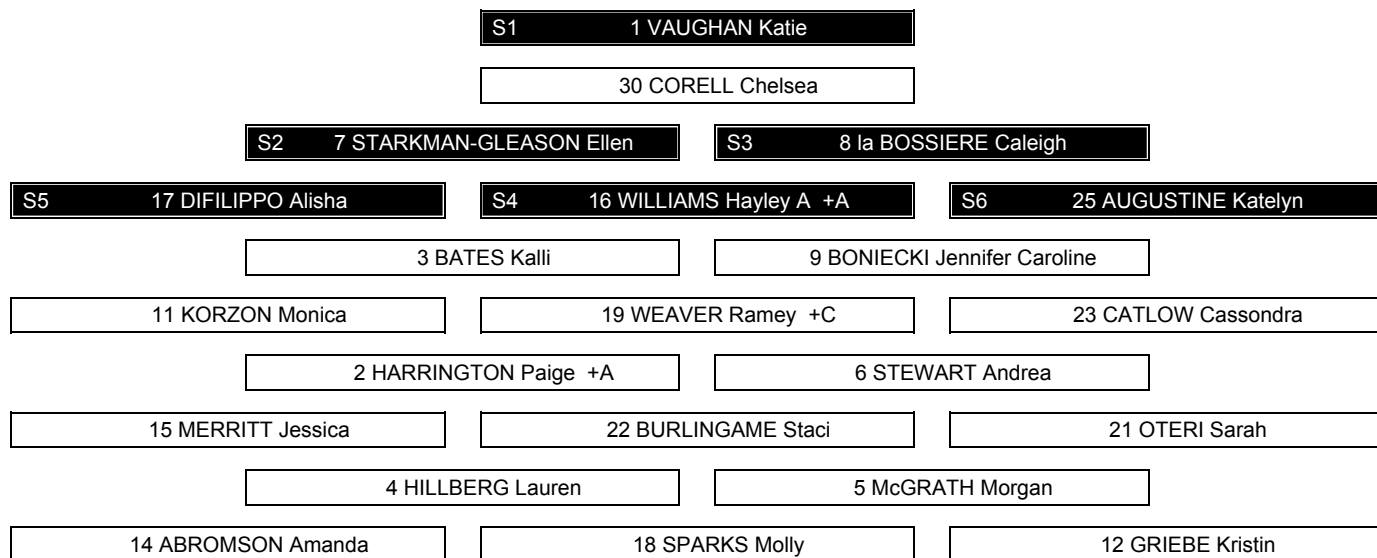 S1 1 VAUGHAN Katie
30 CORELL Chelsea
S2 7 STARKMAN-GLEASON Ellen S3 8 la BOSSIERE Caleigh
S5 17 DIFILIPPO Alisha S4 16 WILLIAMS Hayley A +A S6 25 AUGUSTINE Katelyn
3 BATES Kalli 9 BONIECKI Jennifer Caroline
11 KORZON Monica 19 WEAVER Ramey +C 23 CATLOW Cassondra
2 HARRINGTON Paige +A 6 STEWART Andrea
15 MERRITT Jessica 22 BURLINGAME Staci 21 OTERI Sarah
4 HILLBERG Lauren 5 McGRATH Morgan
14 ABROMSON Amanda 18 SPARKS Molly 12 GRIEBE Kristin